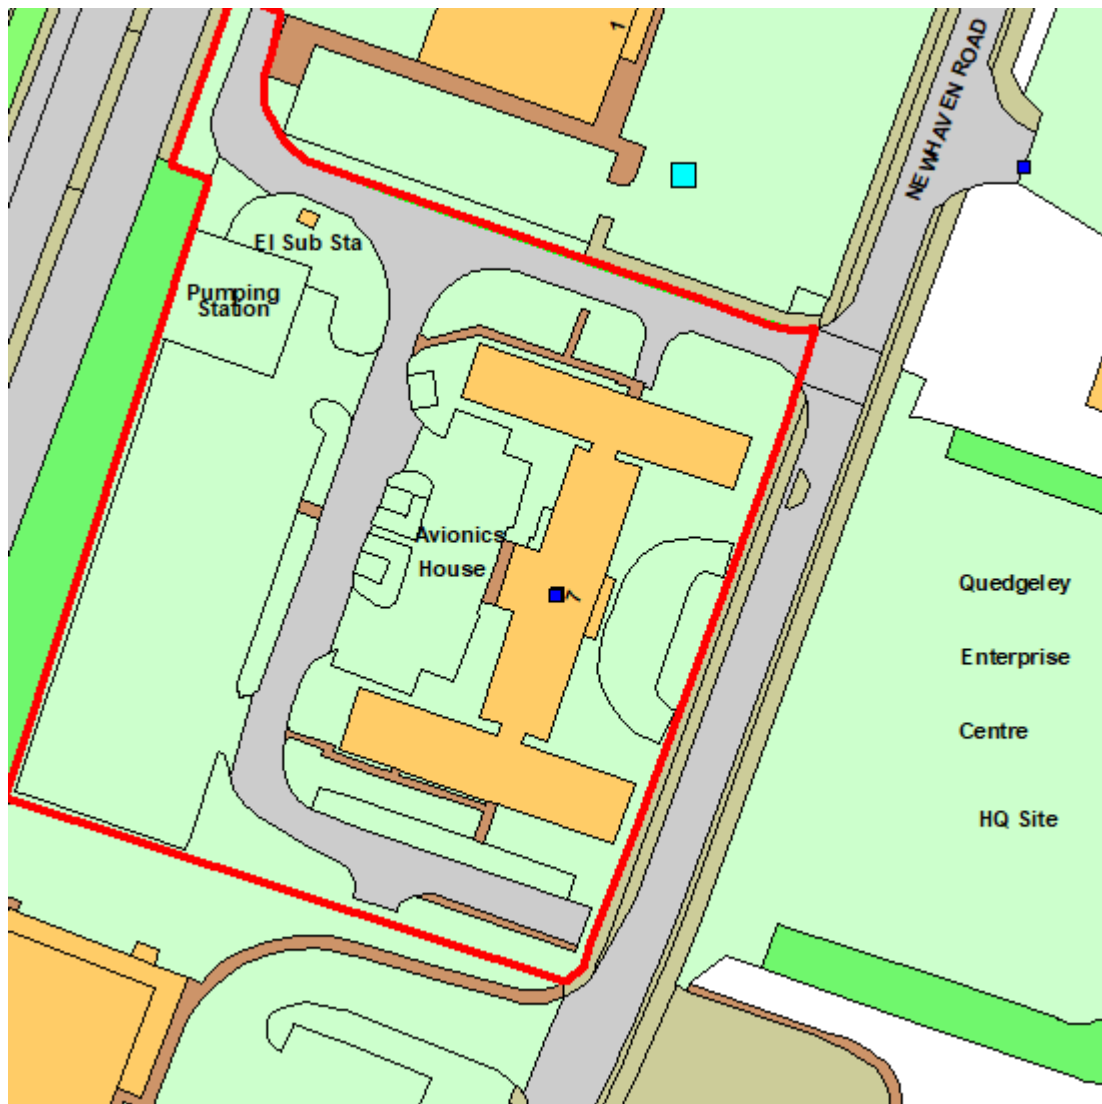 1
NEWHAVEN ROAD
El Sub Sta
Pumping
Station
Avionics
House
7
Quedgeley
Enterprise
Centre
HQ Site